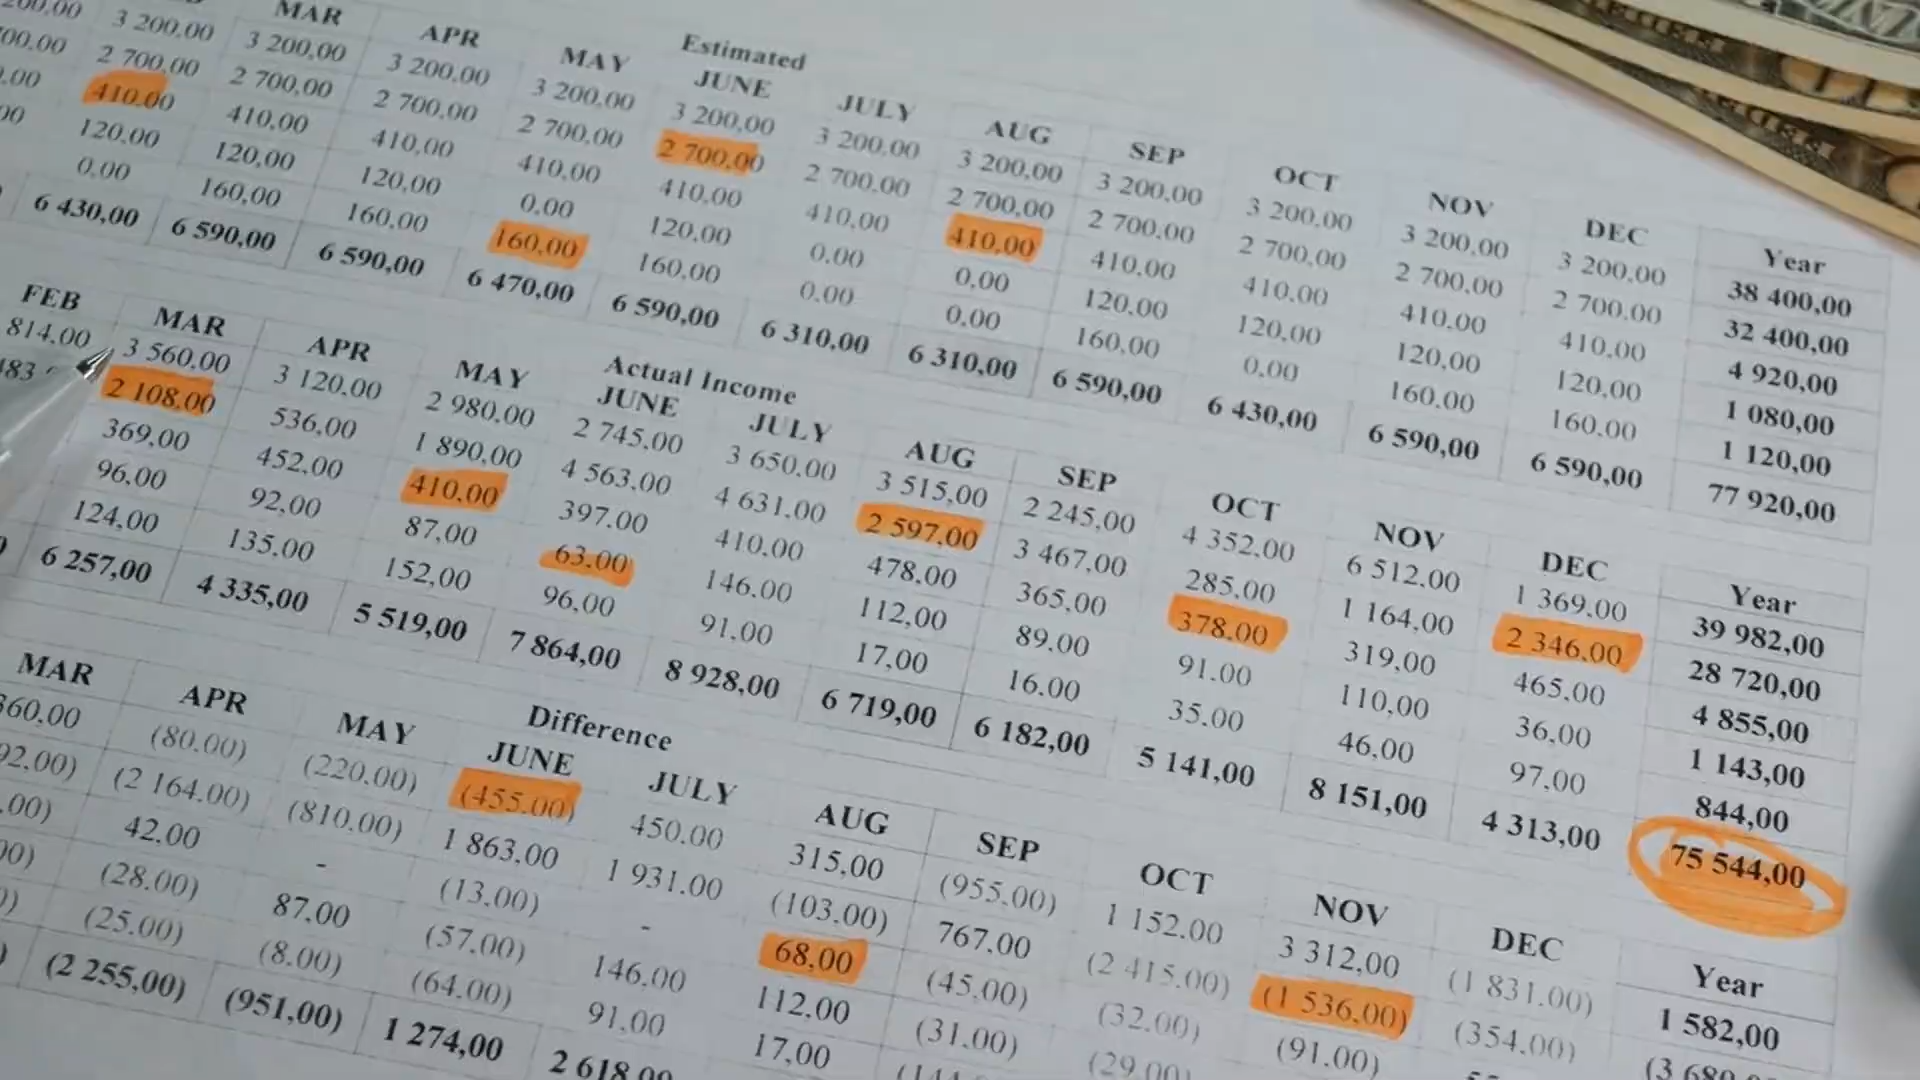 Estimated
MAR APR MAY JUNE JULY AUG SEP OCT NOV DEC Year
3 200,00 3 200,00 3 200,00 3 200,00 3 200,00 3 200,00 3 200,00 3 200.00 3 200.00 3 200.00 3 200.00 38 400,00
2 700,00 2 700,00 2 700,00 2 700,00 2 700,00 2 700.00 2 700,00 2 700.00 2 700.00 2 700.00 2 700.00 32 400,00
410.00 410,00 410,00 410,00 410,00 410.00 410,00 410.00 410.00 410.00 410.00 4 920,00
120.00 120,00 120,00 0.00 120.00 0.00 0.00 120.00 120,00 120,00 120,00 1 080,00
0.00 160,00 160,00 160,00 160.00 0.00 0.00 160.00 0.00 160.00 160.00 1 120,00
6 430,00 6 590,00 6 590,00 6 470,00 6 590,00 6 310,00 6 310,00 6 590,00 6 430,00 6 590,00 6 590,00 77 920,00
Actual Income
FEB MAR APR MAY JUNE JULY AUG SEP OCT NOV DEC Year
814.00 3 560.00 3 120.00 2 980.00 2 745.00 3 650.00 3 515.00 2 245.00 4 352.00 6 512.00 1 369.00 39 982,00
2 108.00 536,00 1 890,00 4 563.00 4 631.00 2 597,00 3 467,00 285,00 1 164,00 2 346,00 28 720,00
369,00 452,00 410,00 397.00 410.00 478.00 365,00 378.00 319,00 465.00 4 855,00
96.00 92,00 87,00 63.00 146.00 112,00 89.00 91.00 110,00 36,00 1 143,00
124,00 135.00 152,00 96,00 91.00 17,00 16.00 35.00 46,00 97.00 844,00
6 257,00 4 335,00 5 519,00 7 864,00 8 928,00 6 719,00 6 182,00 5 141,00 8 151,00 4 313,00 75 544,00
Difference
MAR APR MAY JUNE JULY AUG SEP OCT NOV DEC Year
(80.00) (220.00) (455.00) 450.00 315,00 (955.00) 1 152.00 3 312,00 (1 831.00) 1 582,00
(2 164.00) (810.00) 1 863.00 1 931.00 (103.00) 767.00 (2 415.00) (1 536,00) (354.00)
42.00 - (13.00) - 68,00 (45.00) (32.00) (91.00)
(28.00) 87.00 (57.00) 146.00 112.00 (31.00)
(25.00) (8.00) (64.00) 91.00 17,00
(2 255,00) (951,00) 1 274,00